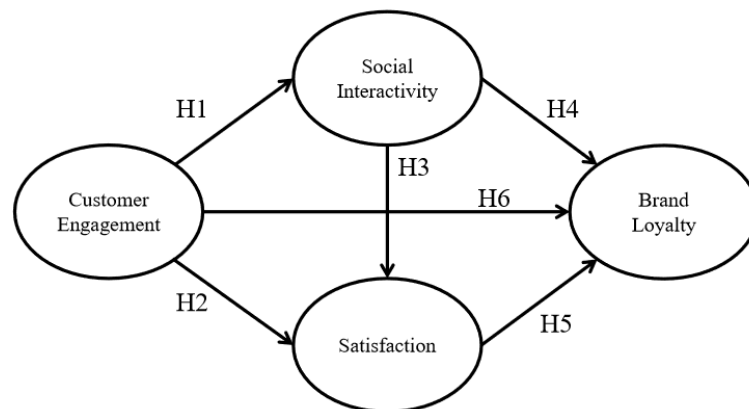 Social
Interactivity
H1
H4
H3
Customer
Engagement
H6
Brand
Loyalty
H2
H5
Satisfaction